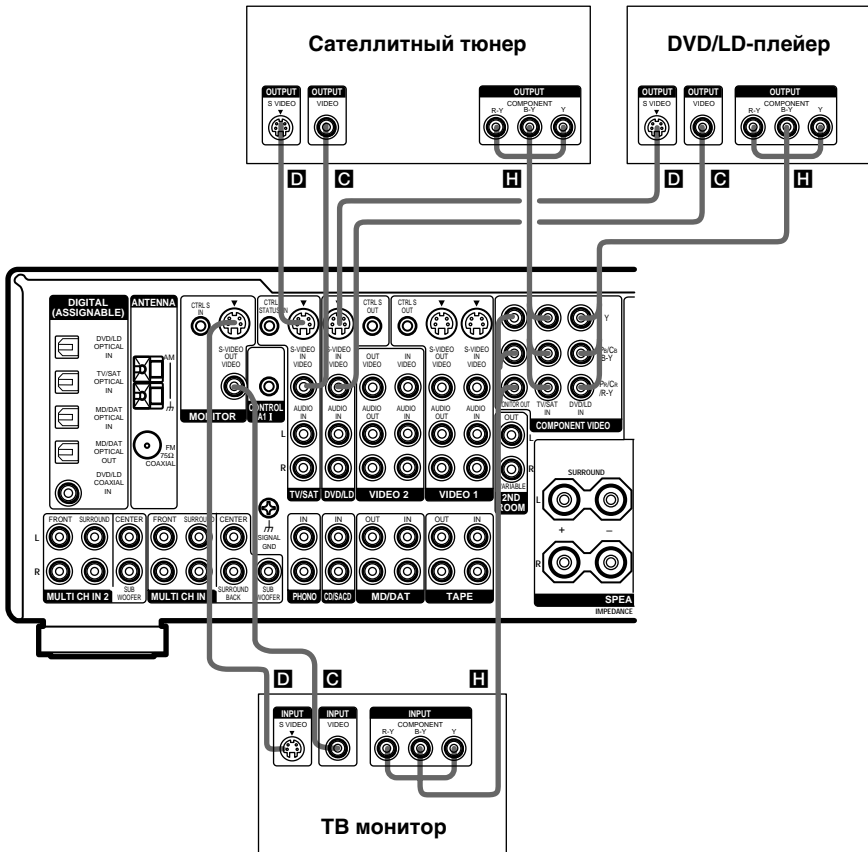 Сателлитный тюнер
OUTPUT
S VIDEO
OUTPUT
VIDEO
OUTPUT
COMPONENT
R-Y B-Y Y
DVD/LD-плейер
OUTPUT
S VIDEO
OUTPUT
VIDEO
OUTPUT
COMPONENT
R-Y B-Y Y
D C H D C H
DIGITAL
(ASSIGNABLE)
DVD/LD
OPTICAL
IN
TV/SAT
OPTICAL
IN
MD/DAT
OPTICAL
IN
MD/DAT
OPTICAL
OUT
DVD/LD
COAXIAL
IN
ANTENNA
AM
FM
75Ω
COAXIAL
CTRL S
IN
S-VIDEO
OUT
VIDEO
MONITOR
CTRL S
STATUS IN
CONTROL
A1 II
S-VIDEO
IN
VIDEO
AUDIO
IN
L
R
TV/SAT
S-VIDEO
IN
VIDEO
AUDIO
IN
DVD/LD
CTRL S
OUT
OUT
VIDEO
IN
VIDEO
AUDIO
OUT
AUDIO
IN
VIDEO 2
CTRL S
OUT
S-VIDEO
OUT
VIDEO
S-VIDEO
IN
VIDEO
AUDIO
OUT
AUDIO
IN
VIDEO 1
Y
PB/CB
B-Y
PR/CR
/R-Y
MONITOR OUT
TV/SAT
IN
DVD/LD
IN
COMPONENT VIDEO
OUT
L
R
VARIABLE
2ND
ROOM
SURROUND
L
+ –
R
SPEA
IMPEDANCE
SIGNAL
GND
FRONT SURROUND CENTER
L
R
SUB
WOOFER
MULTI CH IN 2
FRONT SURROUND CENTER
SURROUND
BACK
SUB
WOOFER
MULTI CH IN
IN
PHONO
IN
CD/SACD
OUT IN
MD/DAT
OUT IN
TAPE
D C H
INPUT
S VIDEO
INPUT
VIDEO
INPUT
COMPONENT
R-Y B-Y Y
ТВ монитор